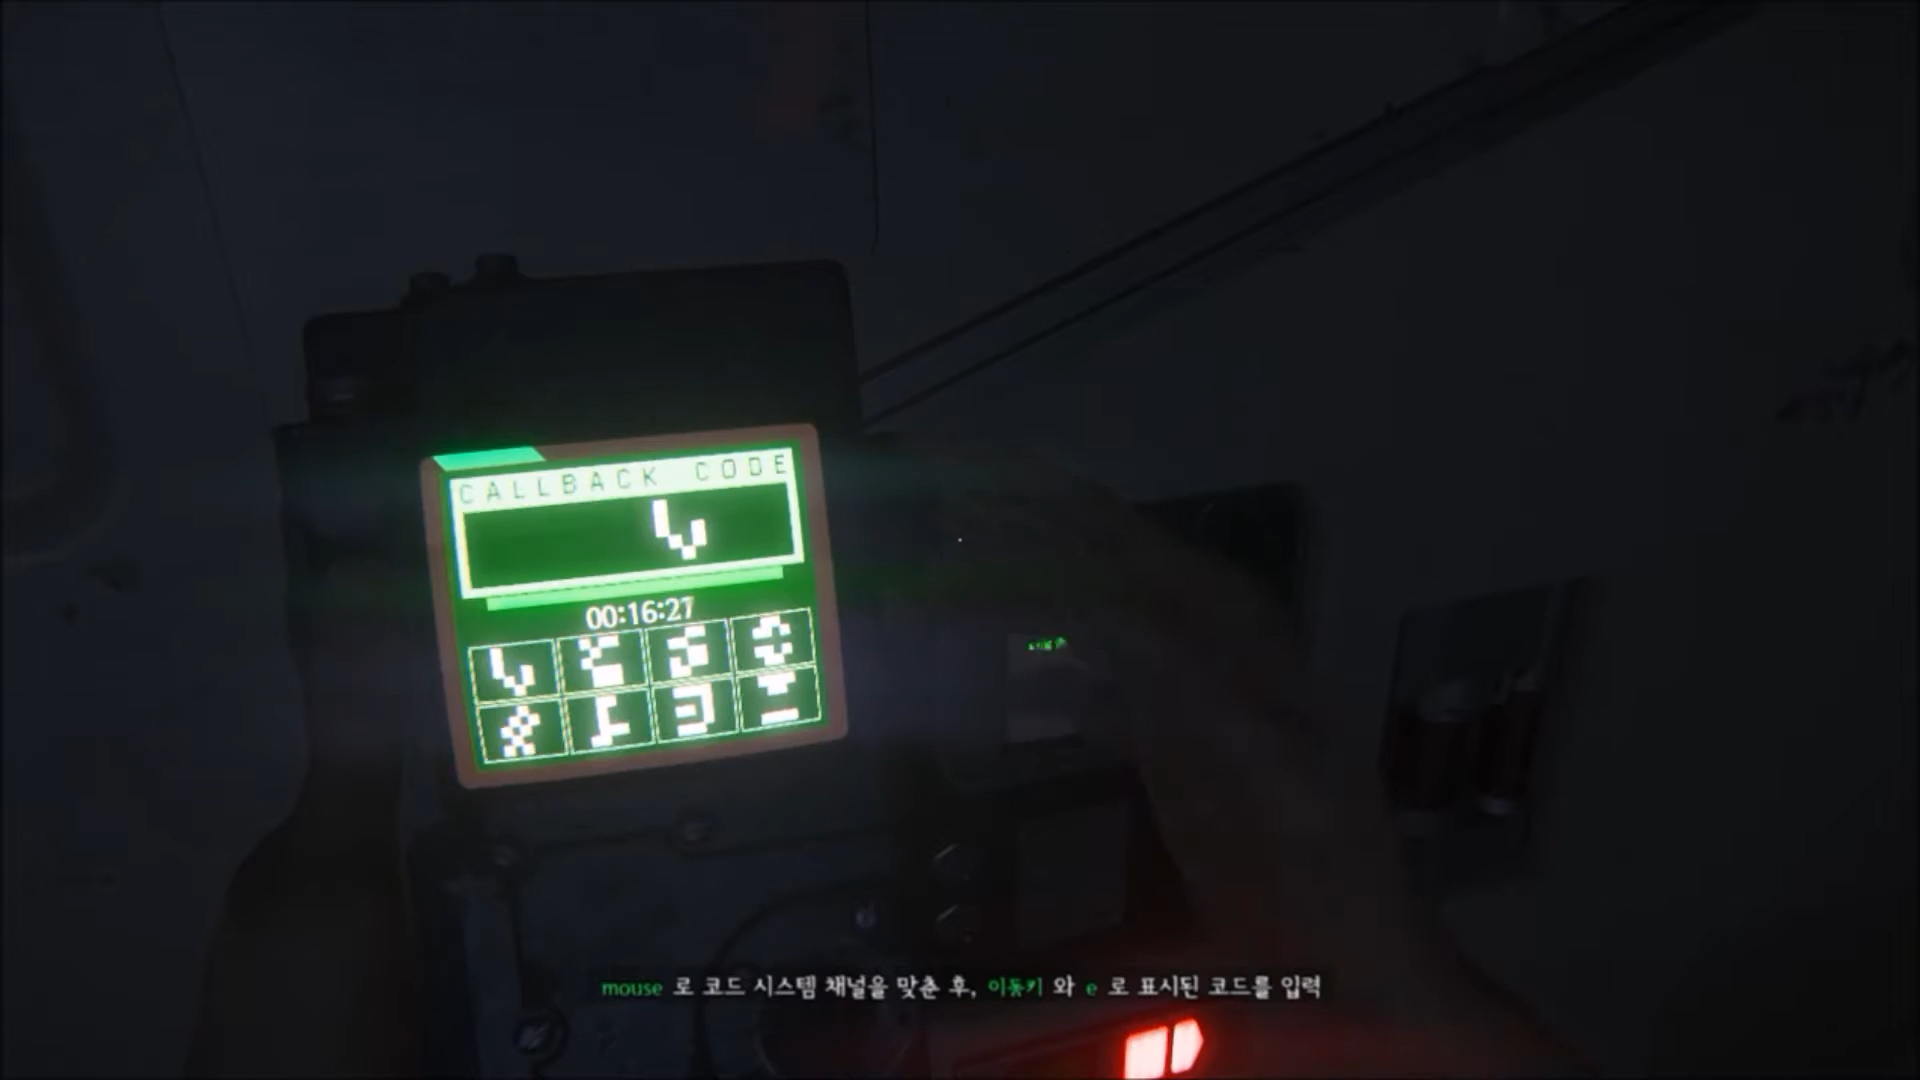 CALLBACK CODE
00:16:27
mouse 로 코드 시스템 채널을 맞춘 후, 이동키 와 e 로 표시된 코드를 입력